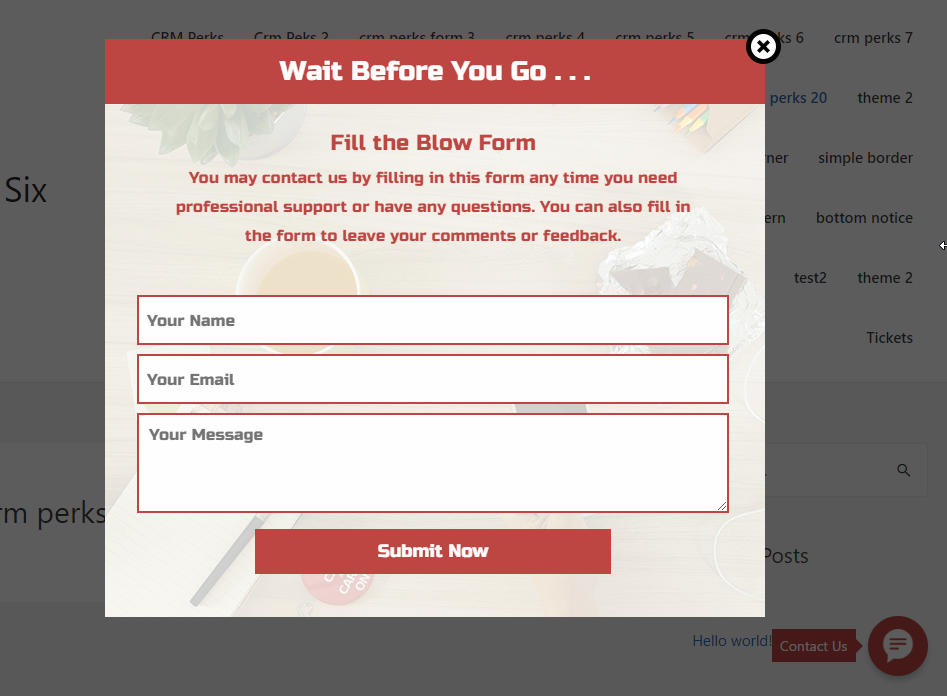 CRM Perks Crm Peks 2 crm perks form 3 crm perks 4 crm perks 5 crm perks 6 crm perks 7
Wait Before You Go . . .
perks 20 theme 2
Fill the Blow Form
simple border
You may contact us by filling in this form any time you need
professional support or have any questions. You can also fill in
the form to leave your comments or feedback.
Six
bottom notice
test2 theme 2
Your Name
Tickets
Your Email
Your Message
rm perks
Submit Now
Posts
Hello world!
Contact Us